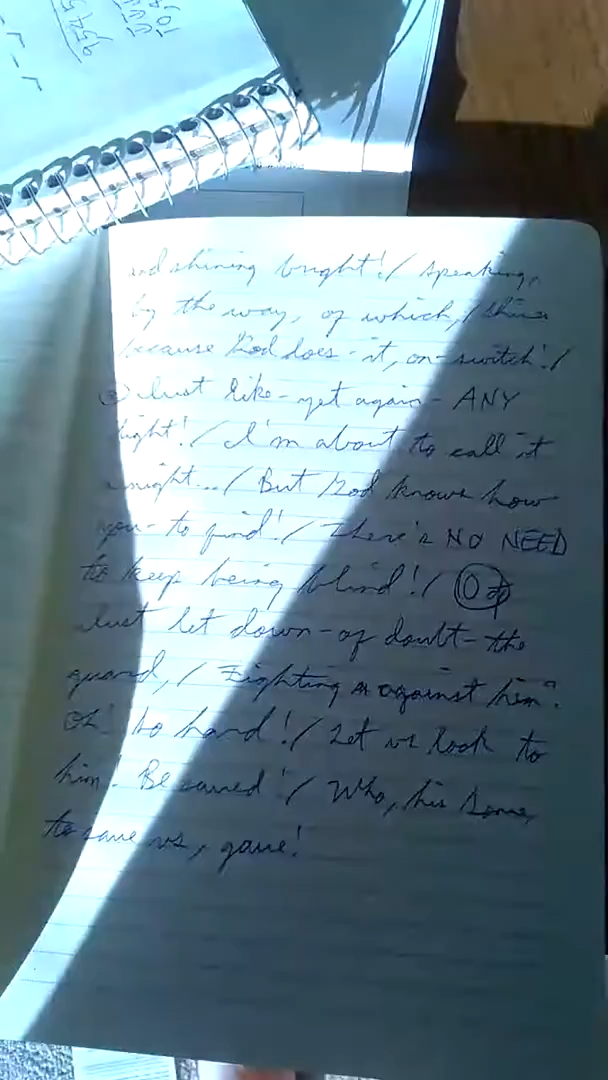 and shining bright! / Speaking,
by the way, of which, / Shine
because God does - it, on-switch! /
Just like - yet again - ANY
light! / I'm about to call it
a night... / But God knows how
you - to find! / There's NO NEED
to keep being blind! /
Just let down - of doubt - the
guard, / Fighting against him?
Oh! So hard! / Let us look to
him! Be saved! / Who, his Son,
to save us, gave!